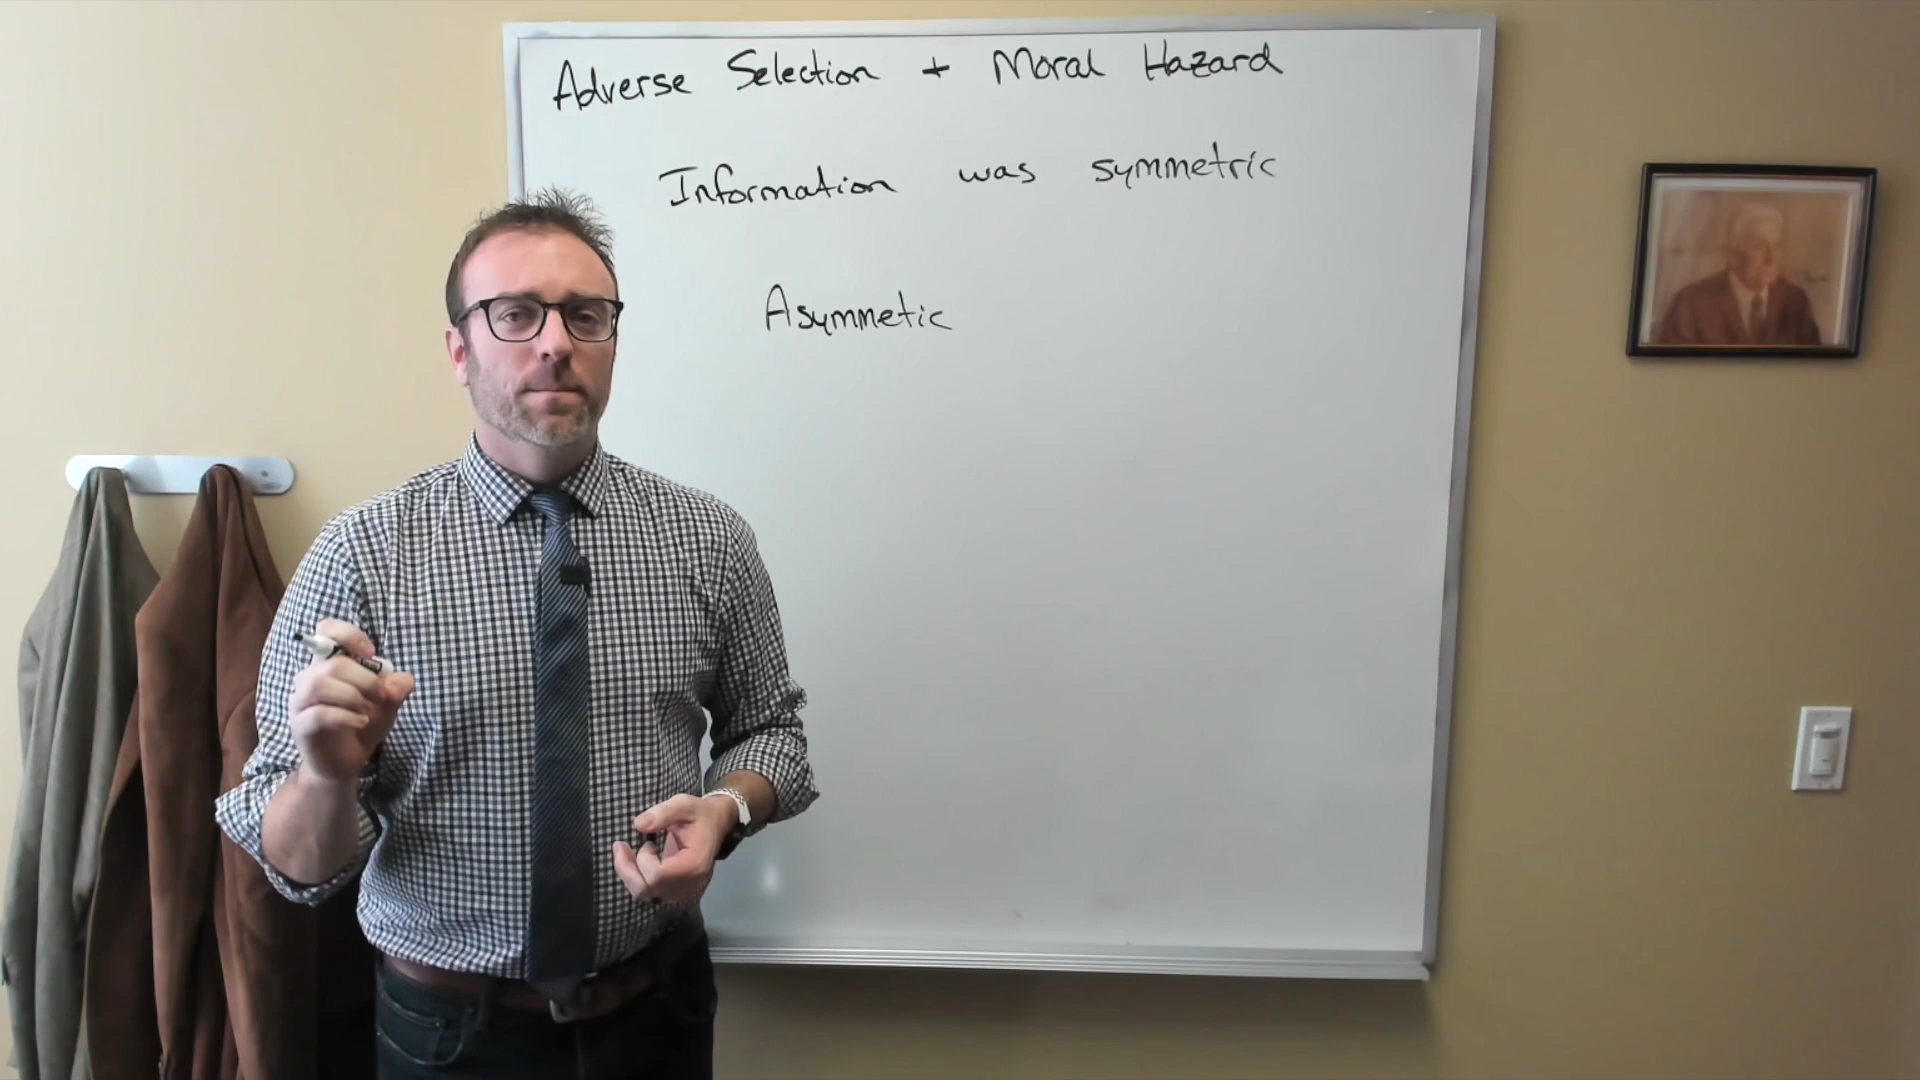 Adverse Selection + Moral Hazard
Information was symmetric
Asymmetic